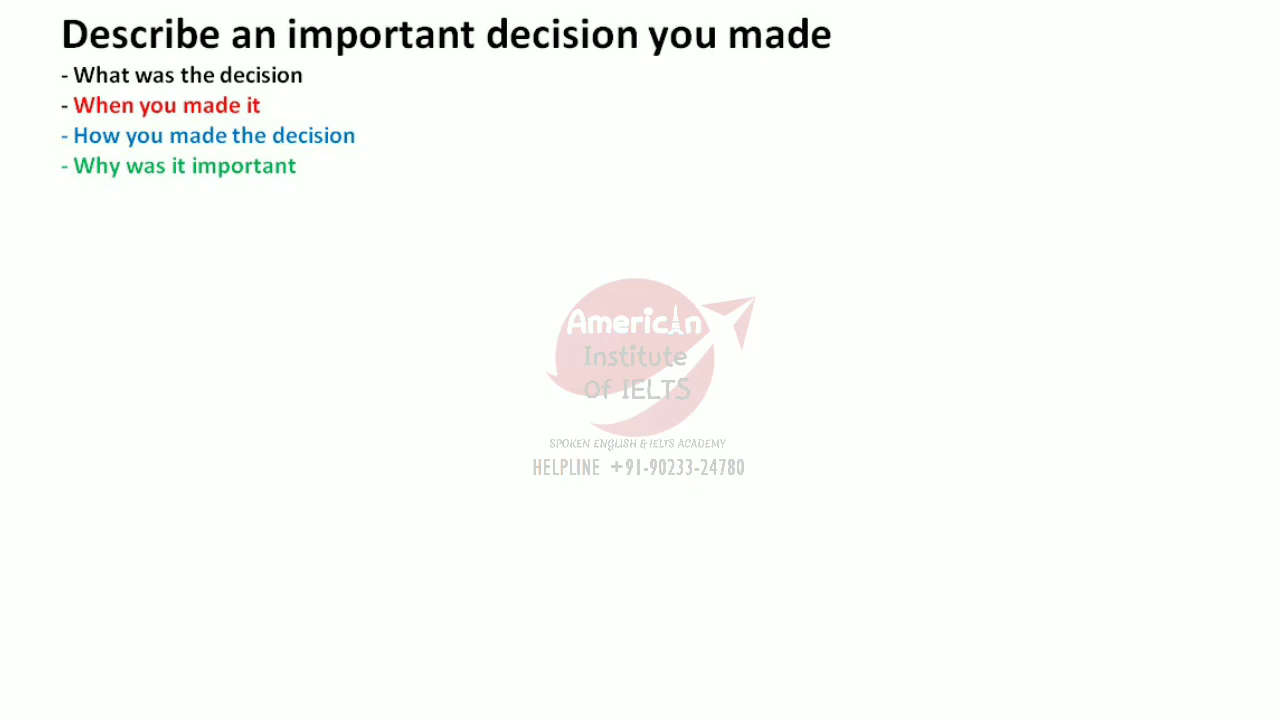 Describe an important decision you made
- What was the decision
- When you made it
- How you made the decision
- Why was it important
American
Institute
Of IELTS
SPOKEN ENGLISH & IELTS ACADEMY
HELPLINE +91-90233-24780